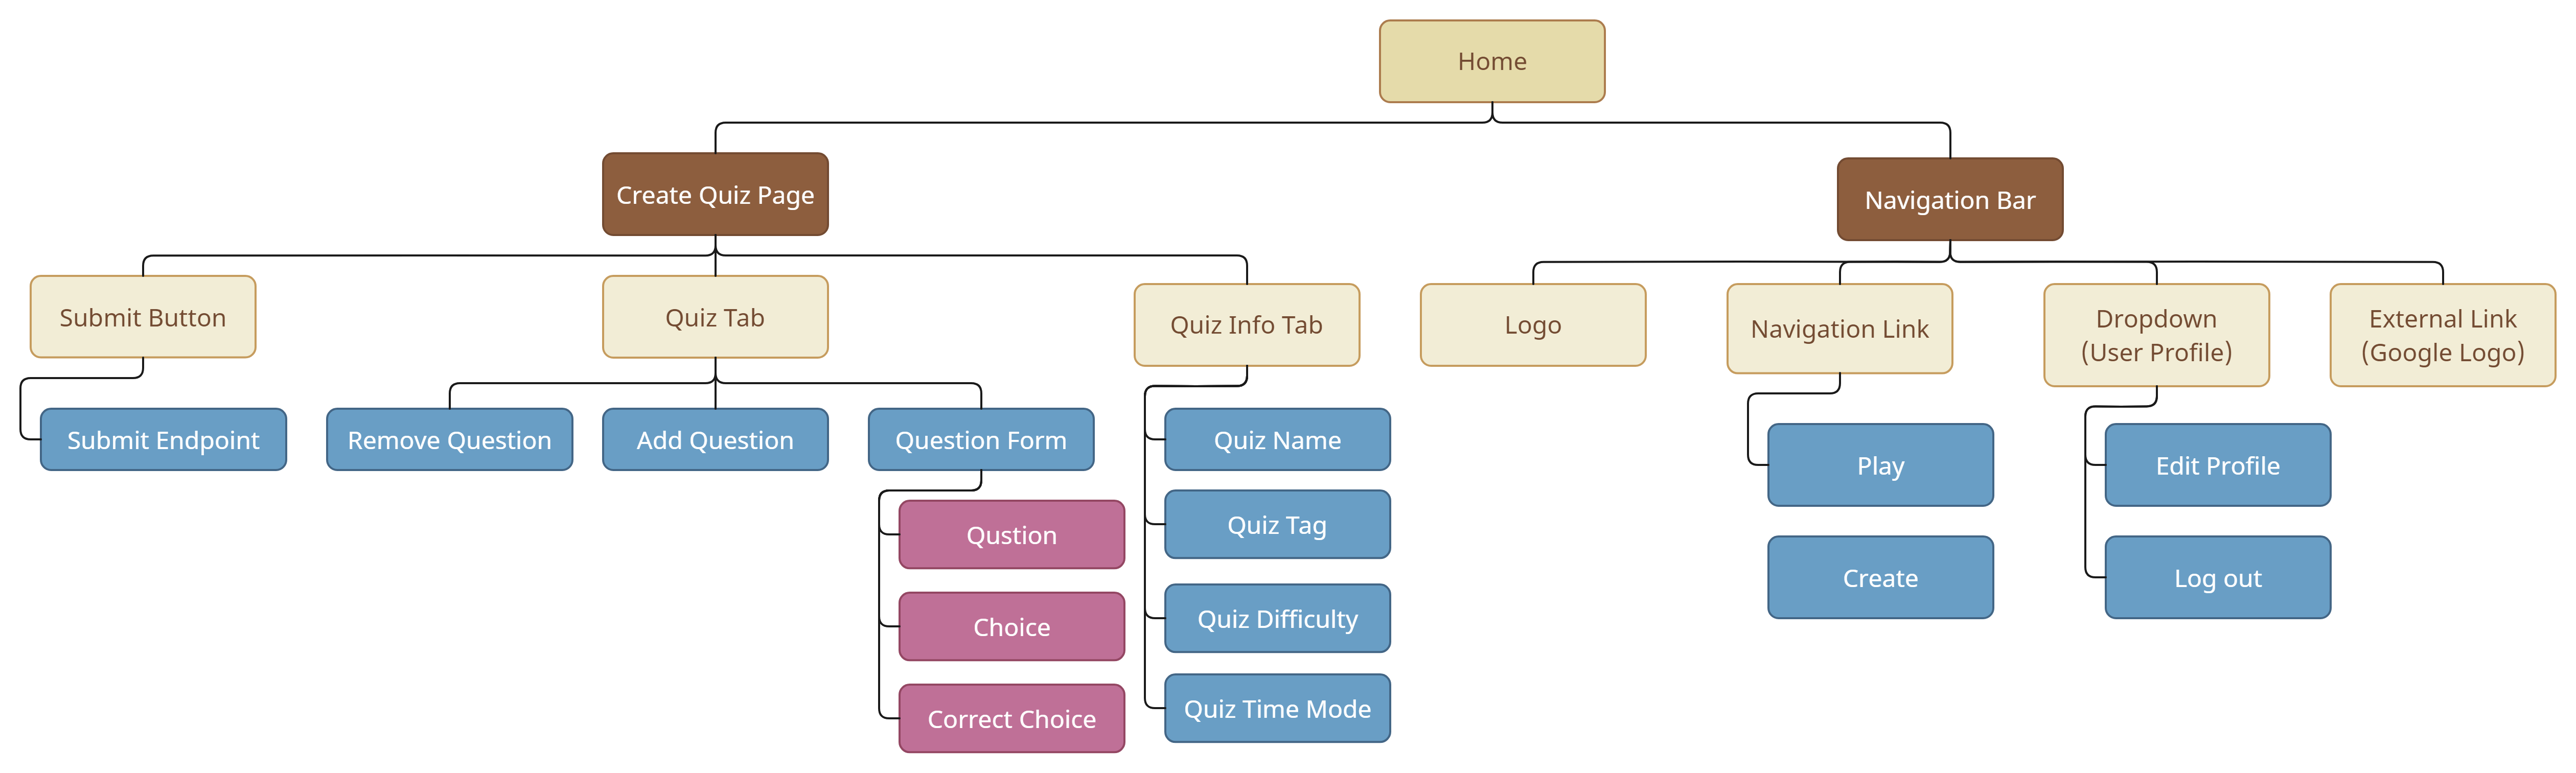 Home
Create Quiz Page
Navigation Bar
Submit Button
Quiz Tab
Quiz Info Tab
Logo
Navigation Link
Dropdown
(User Profile)
External Link
(Google Logo)
Submit Endpoint
Remove Question
Add Question
Question Form
Qustion
Choice
Correct Choice
Quiz Name
Quiz Tag
Quiz Difficulty
Quiz Time Mode
Play
Create
Edit Profile
Log out